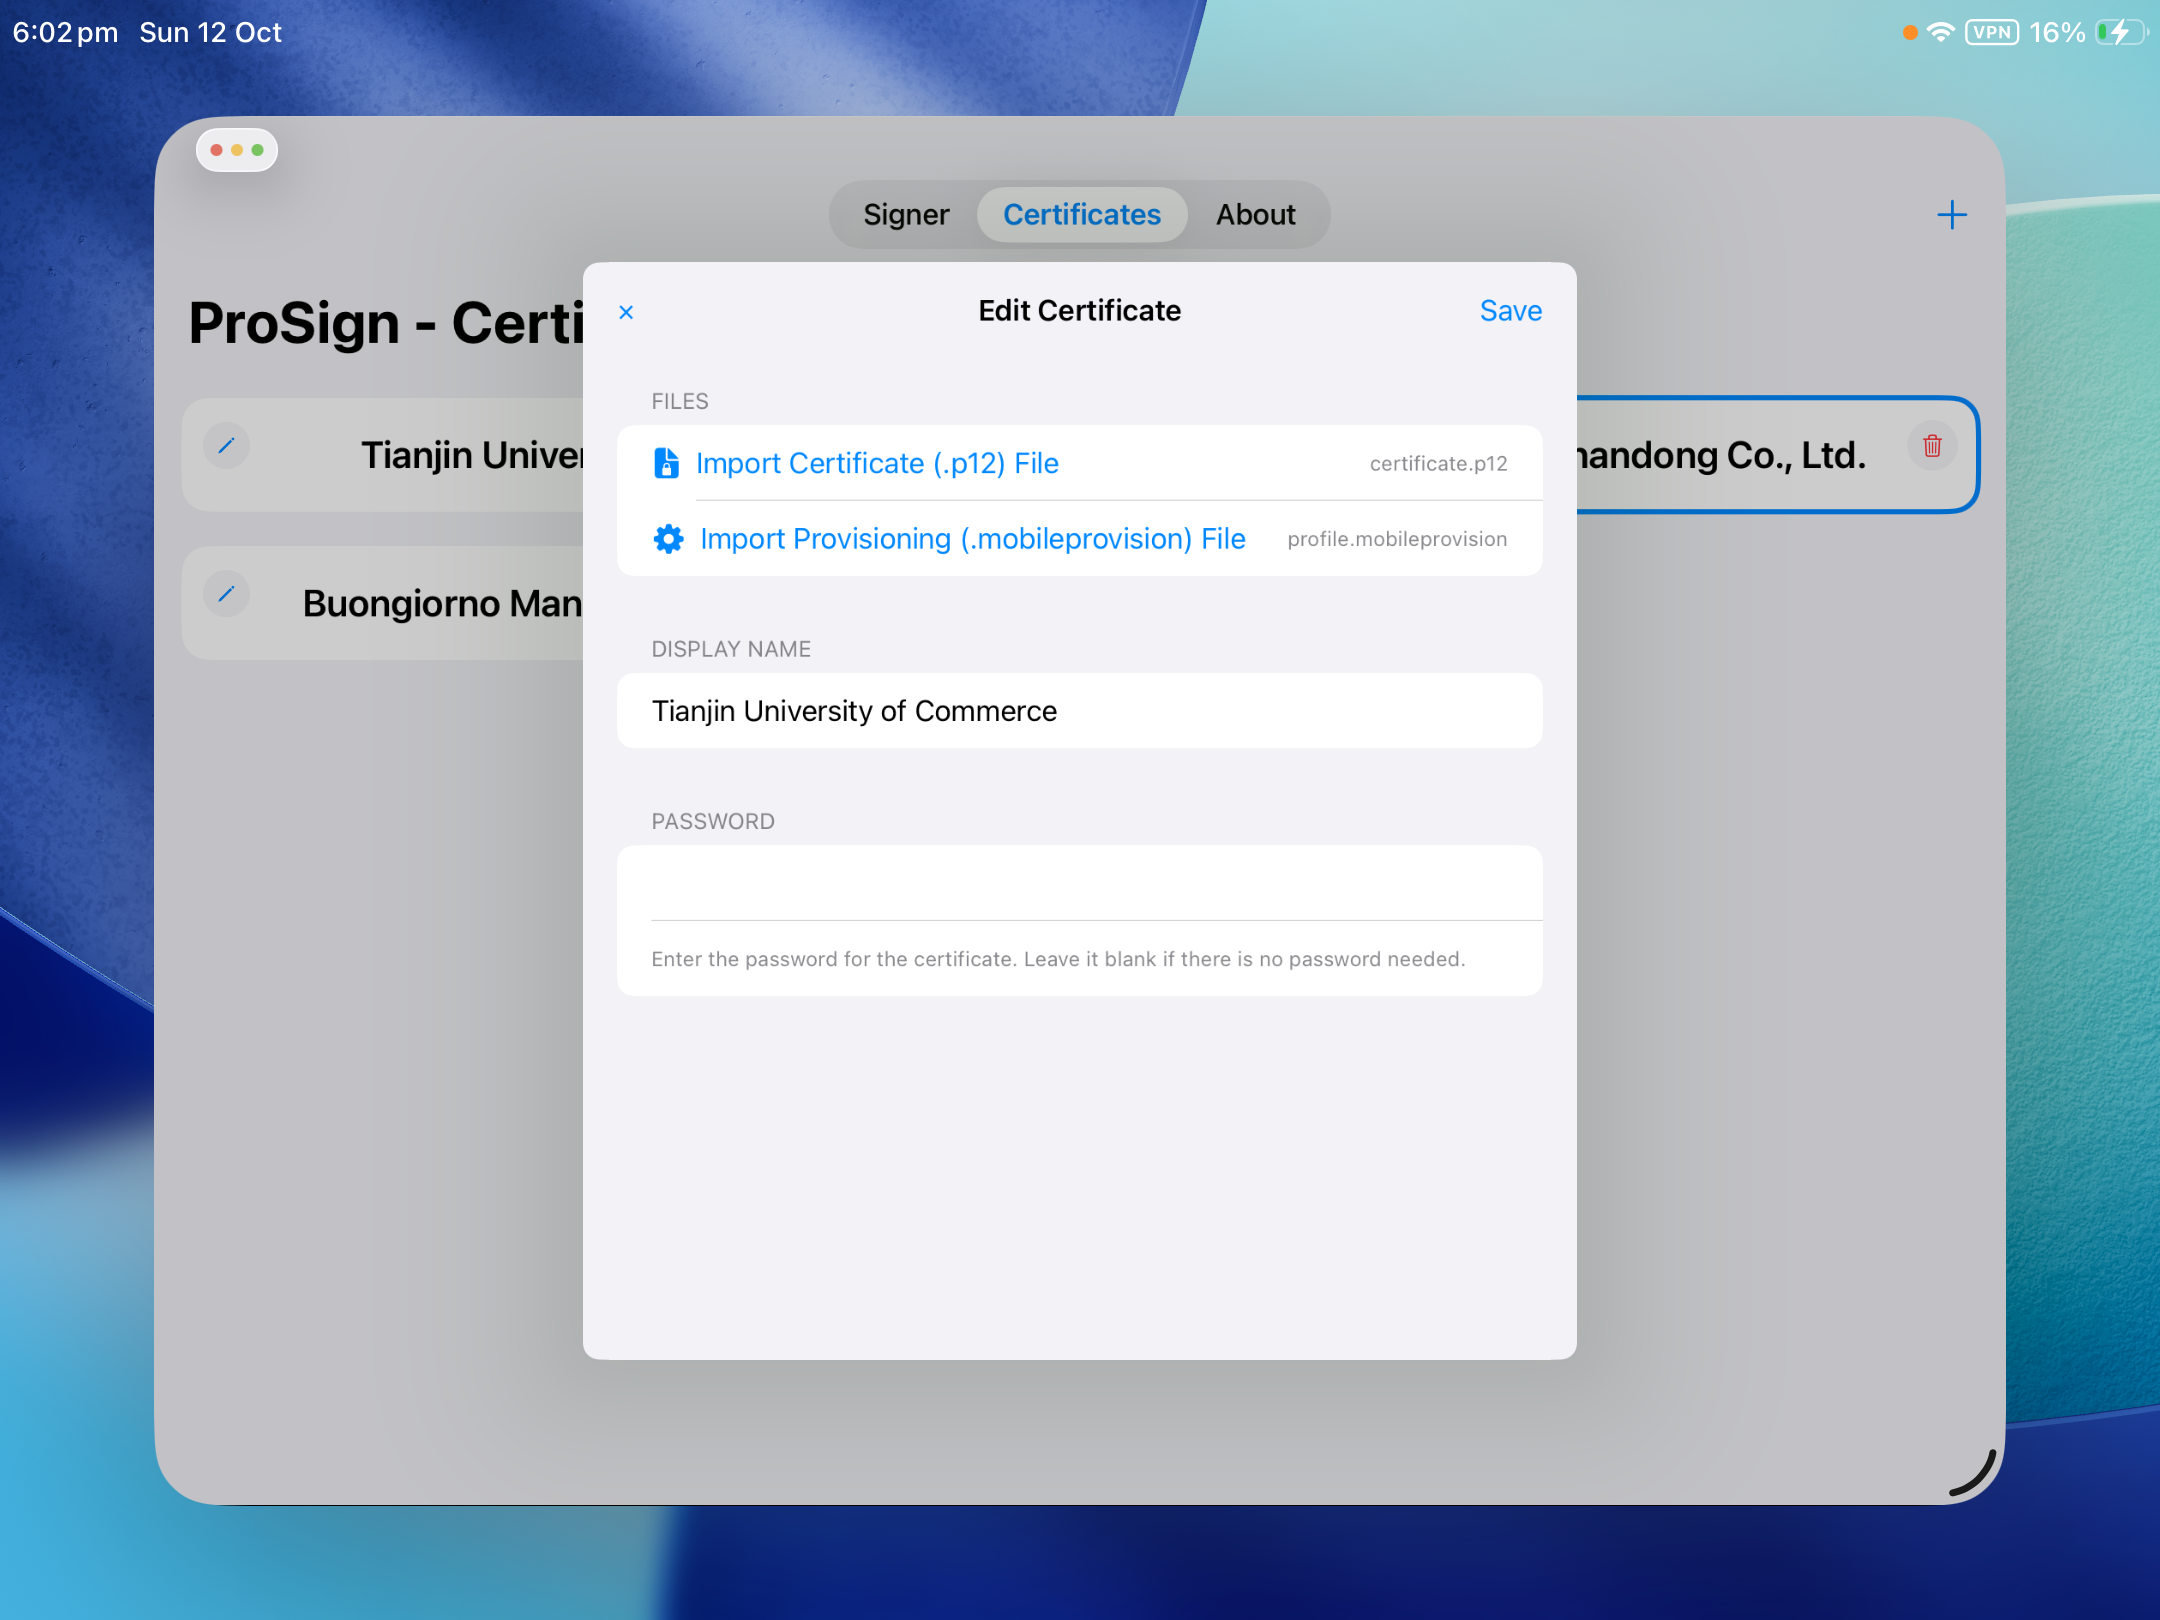 6:02 pm Sun 12 Oct
VPN 16%
Signer Certificates About
ProSign - Certi
Edit Certificate
Save
FILES
Import Certificate (.p12) File certificate.p12
Import Provisioning (.mobileprovision) File profile.mobileprovision
DISPLAY NAME
Tianjin University of Commerce
PASSWORD
Enter the password for the certificate. Leave it blank if there is no password needed.
Tianjin Univer
handong Co., Ltd.
Buongiorno Man